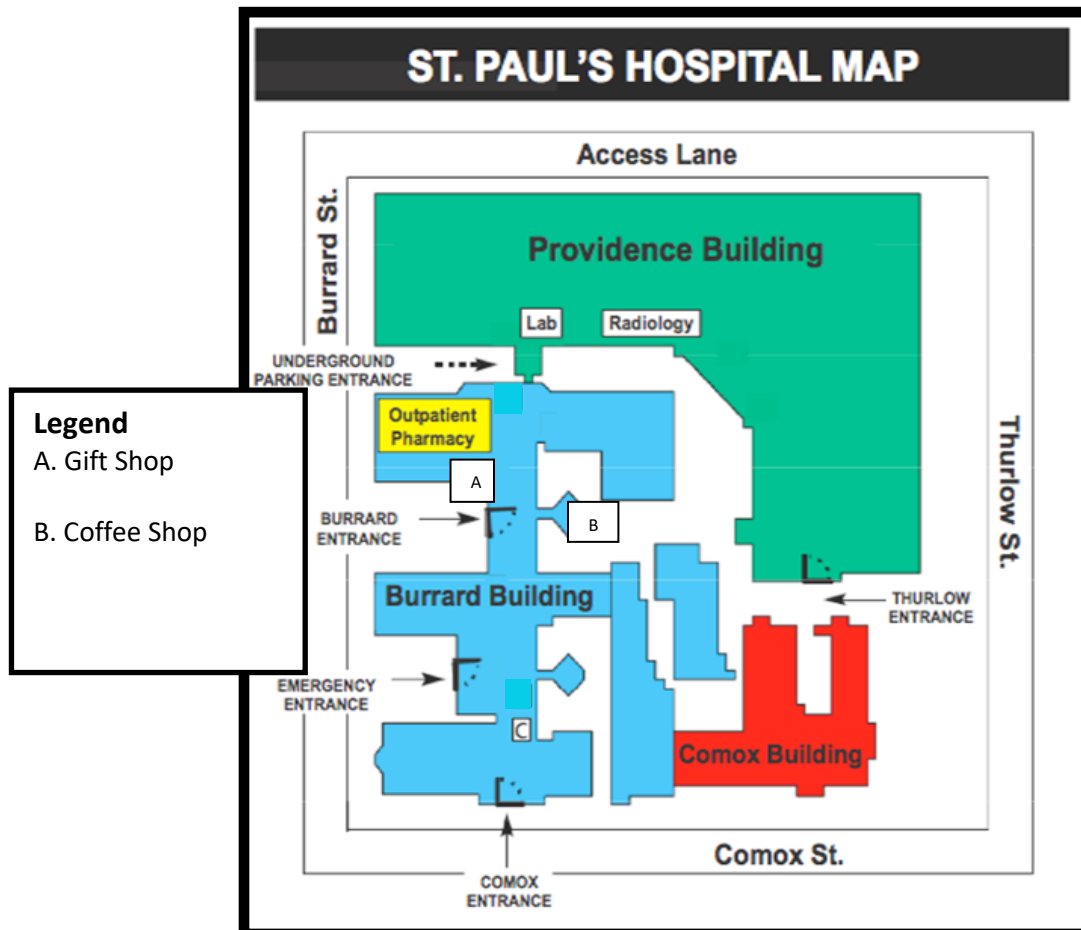 ST. PAUL'S HOSPITAL MAP
Access Lane
Burrard St.
Providence Building
Lab
Radiology
UNDERGROUND
PARKING ENTRANCE
Legend
A. Gift Shop
B. Coffee Shop
Outpatient
Pharmacy
A
B
BURRARD
ENTRANCE
Thurlow St.
Burrard Building
THURLOW
ENTRANCE
EMERGENCY
ENTRANCE
C
Comox Building
Comox St.
COMOX
ENTRANCE